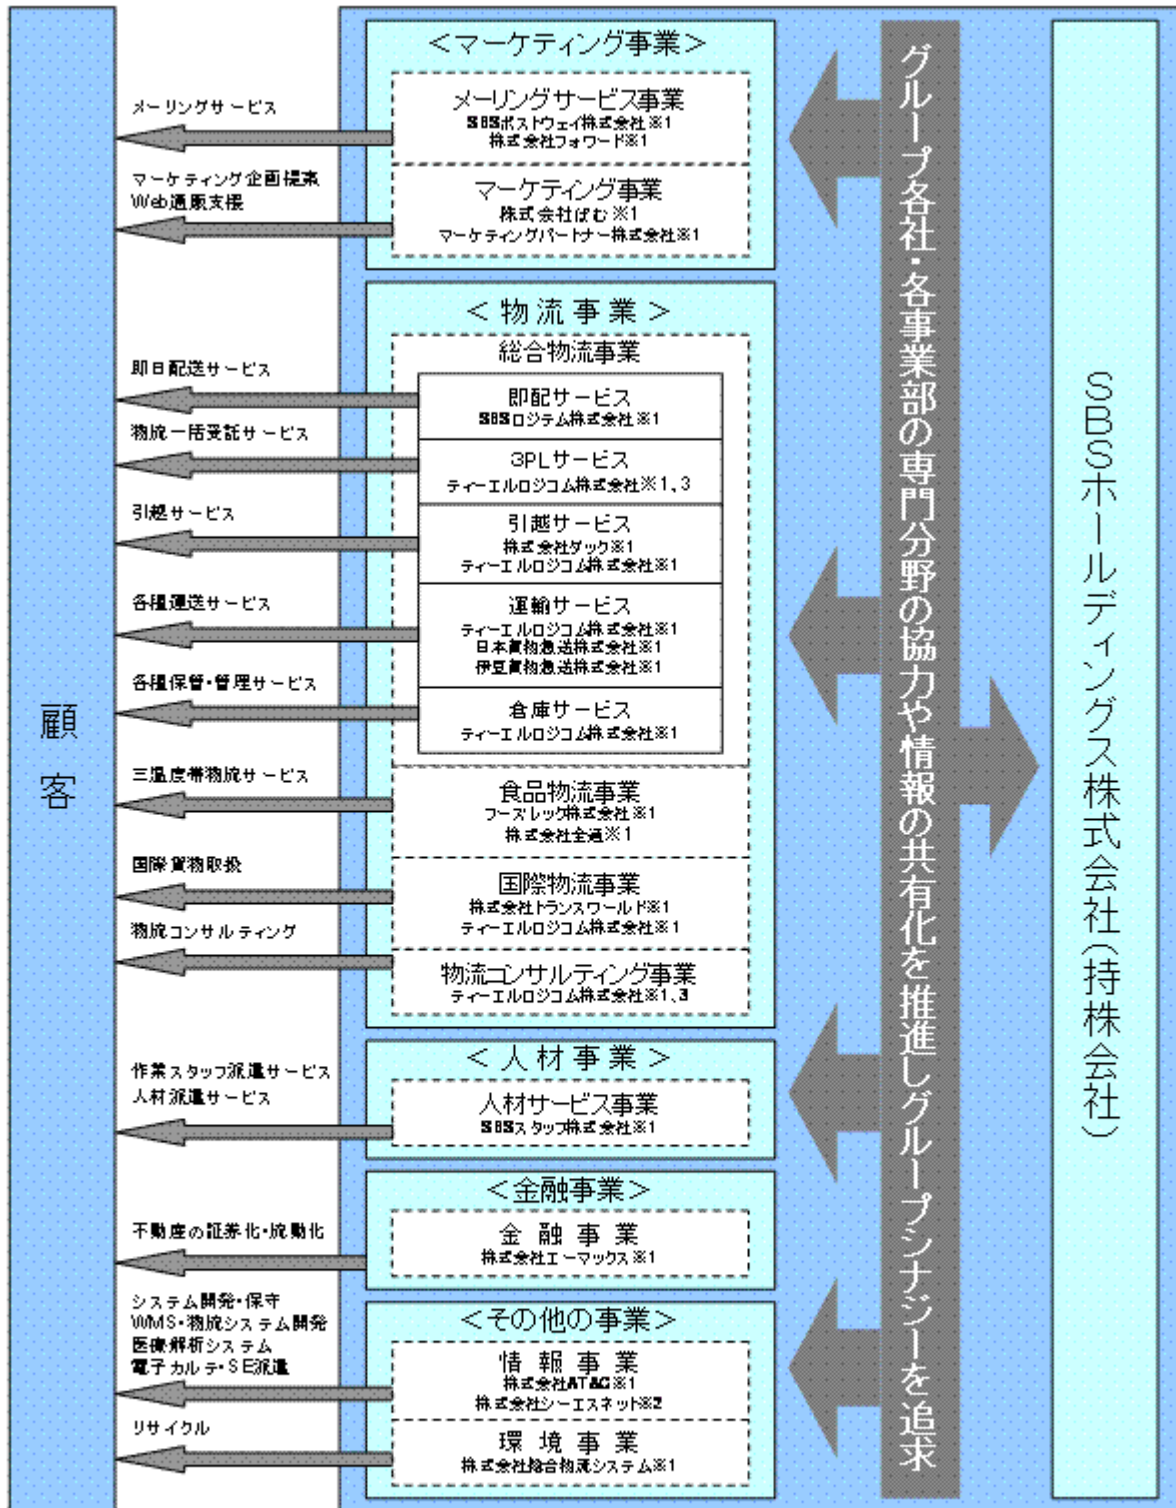 顧客
メーリングサービス
マーケティング企画提案
Web通販支援
即日配送サービス
物流一括受託サービス
引越サービス
各種運送サービス
各種保管・管理サービス
三温度帯物流サービス
国際貨物取扱
物流コンサルティング
作業スタッフ派遣サービス
人材派遣サービス
不動産の証券化・流動化
システム開発・保守
WMS・物流システム開発
医療解析システム
電子カルテ・SE派遣
リサイクル
<マーケティング事業>
メーリングサービス事業
SBSポストウェイ株式会社※1
株式会社フォワード※1
マーケティング事業
株式会社ぱむ※1
マーケティングパートナー株式会社※1
<物流事業>
総合物流事業
即配サービス
SBSロジテム株式会社※1
3PLサービス
ティーエルロジコム株式会社※1、3
引越サービス
株式会社ダック※1
ティーエルロジコム株式会社※1
運輸サービス
ティーエルロジコム株式会社※1
日本貨物急送株式会社※1
伊豆貨物急送株式会社※1
倉庫サービス
ティーエルロジコム株式会社※1
食品物流事業
フーズレック株式会社※1
株式会社全通※1
国際物流事業
株式会社トランスワールド※1
ティーエルロジコム株式会社※1
物流コンサルティング事業
ティーエルロジコム株式会社※1、3
<人材事業>
人材サービス事業
SBSスタッフ株式会社※1
<金融事業>
金融事業
株式会社エーマックス※1
<その他の事業>
情報事業
株式会社AT&C※1
株式会社シーエスネット※2
環境事業
株式会社総合物流システム※1
グループ各社・各事業部の専門分野の協力や情報の共有化を推進しグループシナジーを追求
SBSホールディングス株式会社(持株会社)